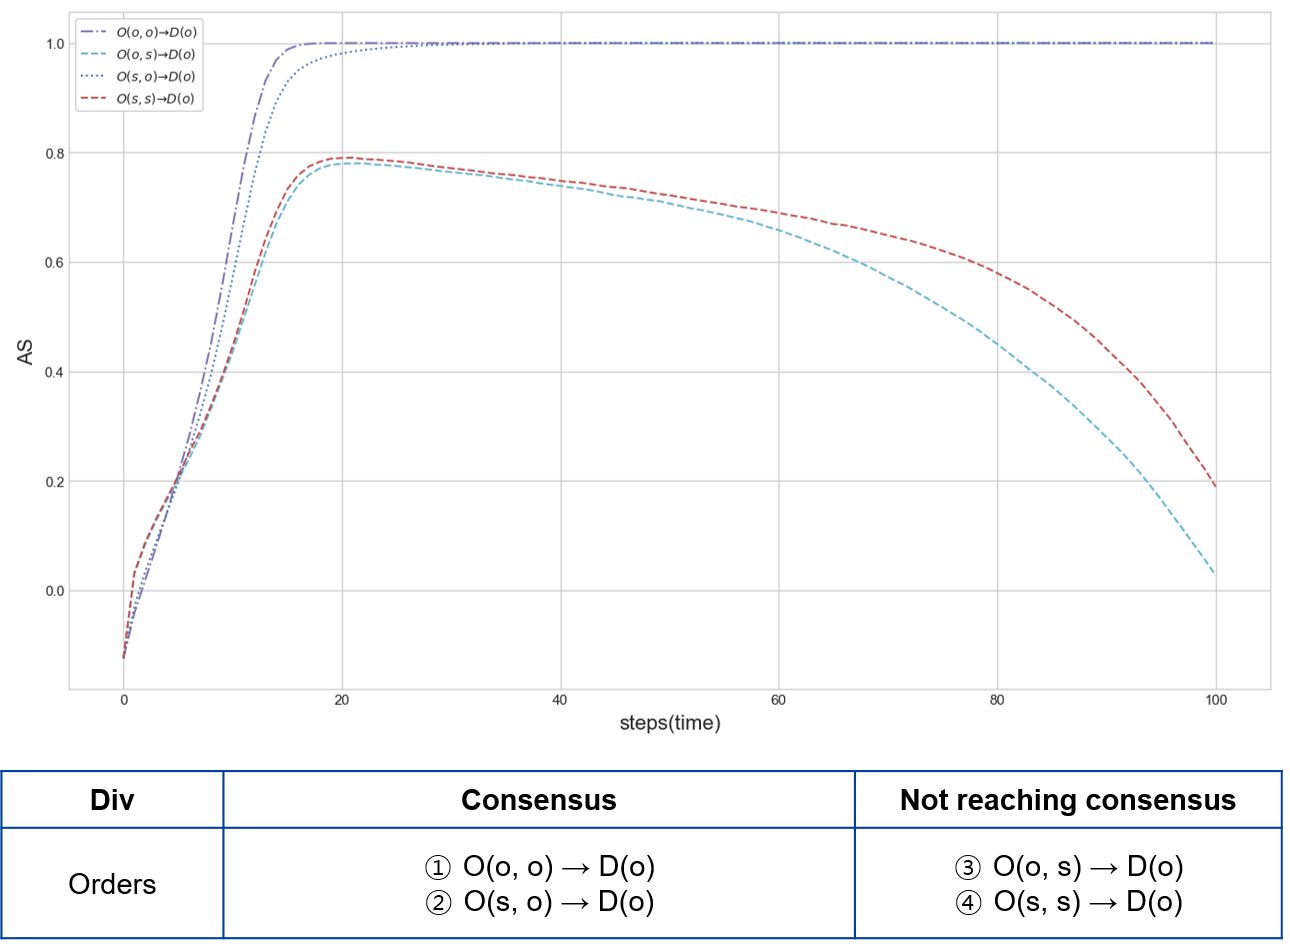 O(o, o)→D(o)
O(o, s)→D(o)
O(s, o)→D(o)
O(s, s)→D(o)
1.0
0.8
0.6
0.4
0.2
0.0
AS
0 20 40 60 80 100
steps(time)
Div Consensus Not reaching consensus
Orders
① O(o, o) → D(o)
② O(s, o) → D(o)
③ O(o, s) → D(o)
④ O(s, s) → D(o)